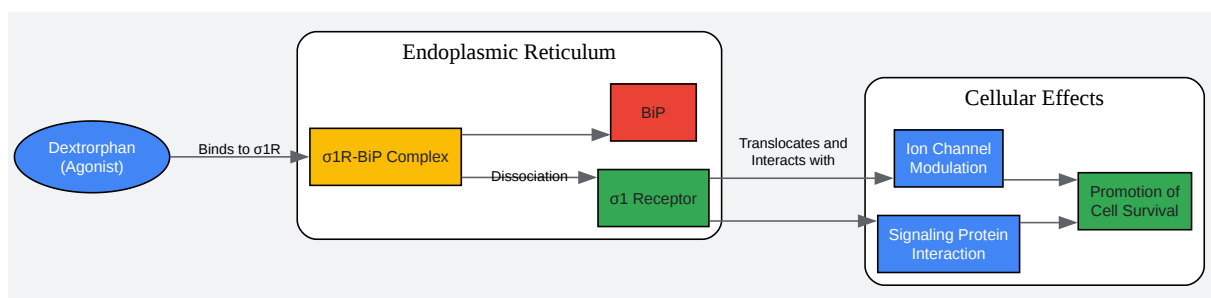 Endoplasmic Reticulum
Dextrorphan
(Agonist)
Binds to σ1R
σ1R-BiP Complex
BiP
Dissociation
σ1 Receptor
Translocates and
Interacts with
Cellular Effects
Ion Channel
Modulation
Signaling Protein
Interaction
Promotion of
Cell Survival